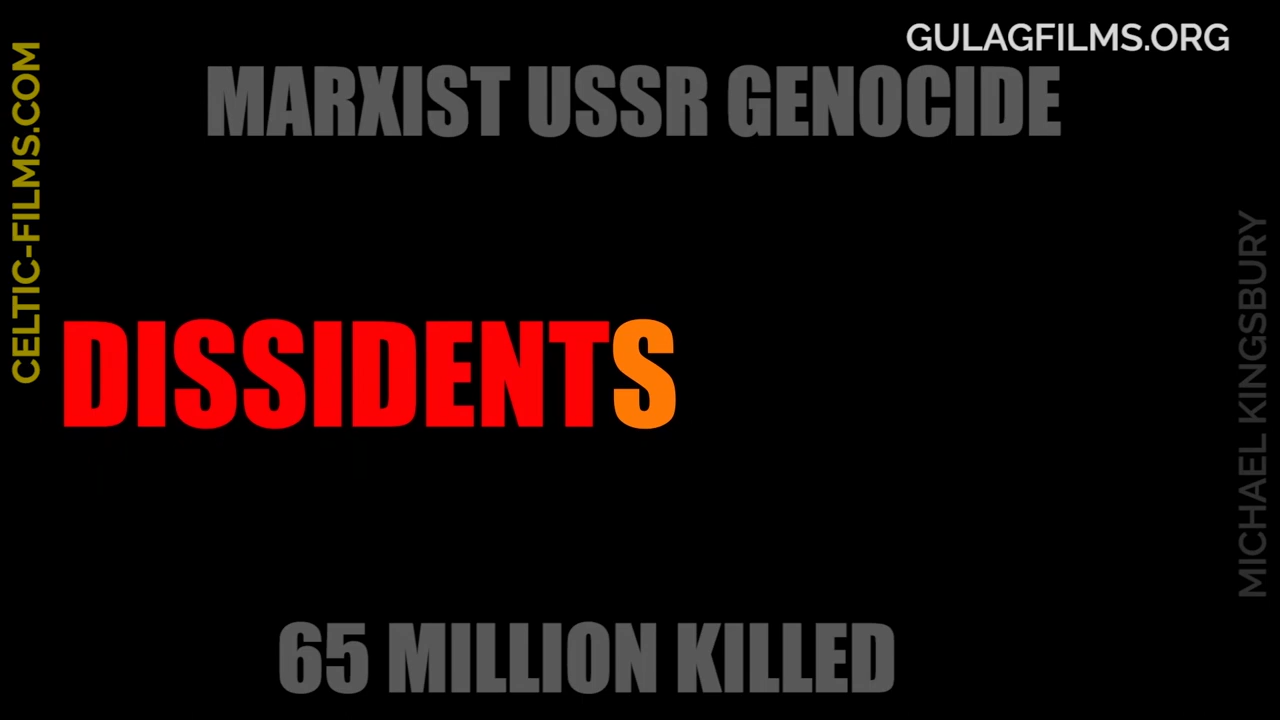 GULAGFILMS.ORG
CELTIC-FILMS.COM
MARXIST USSR GENOCIDE
DISSIDENTS
MICHAEL KINGSBURY
65 MILLION KILLED